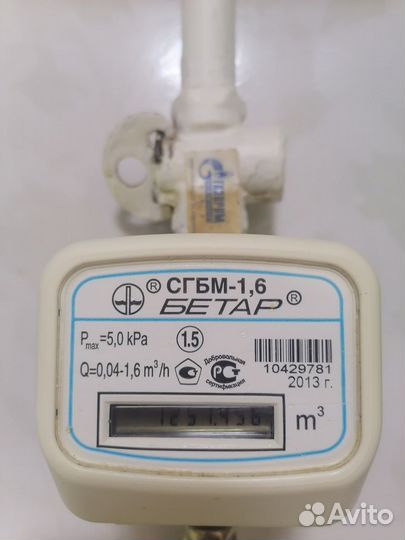 ГАЗПРОМ
® СГБМ-1,6
БЕТАР ®
Pmax=5,0 kPa
1.5
Добровольная
сертификация
Q=0,04-1,6 m³/h
10429781
2013 г.
m³
Avito